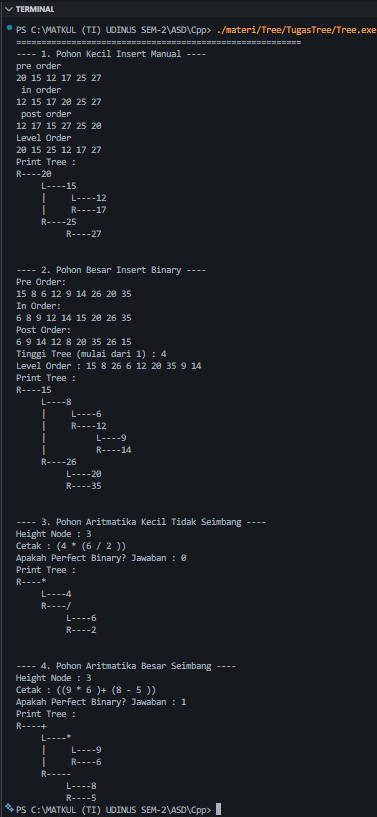 TERMINAL
PS C:\MATKUL (TI) UDINUS SEM-2\ASD\Cpp> ./materi/Tree/TugasTree/Tree.exe
=========================================================
---- 1. Pohon Kecil Insert Manual ----
pre order
20 15 12 17 25 27
 in order
12 15 17 20 25 27
 post order
12 17 15 27 25 20
Level Order
20 15 25 12 17 27
Print Tree :
R----20
     L----15
     |    L----12
     |    R----17
     R----25
          R----27
---- 2. Pohon Besar Insert Binary ----
Pre Order:
15 8 6 12 9 14 26 20 35
In Order:
6 8 9 12 14 15 20 26 35
Post Order:
6 9 14 12 8 20 35 26 15
Tinggi Tree (mulai dari 1) : 4
Level Order : 15 8 26 6 12 20 35 9 14
Print Tree :
R----15
     L----8
     |    L----6
     |    R----12
     |         L----9
     |         R----14
     R----26
          L----20
          R----35
---- 3. Pohon Aritmatika Kecil Tidak Seimbang ----
Height Node : 3
Cetak : (4 * (6 / 2 ))
Apakah Perfect Binary? Jawaban : 0
Print Tree :
R----*
     L----4
     R----/
          L----6
          R----2
---- 4. Pohon Aritmatika Besar Seimbang ----
Height Node : 3
Cetak : ((9 * 6 )+ (8 - 5 ))
Apakah Perfect Binary? Jawaban : 1
Print Tree :
R----+
     L----*
     |    L----9
     |    R----6
     R-----
          L----8
          R----5
PS C:\MATKUL (TI) UDINUS SEM-2\ASD\Cpp>